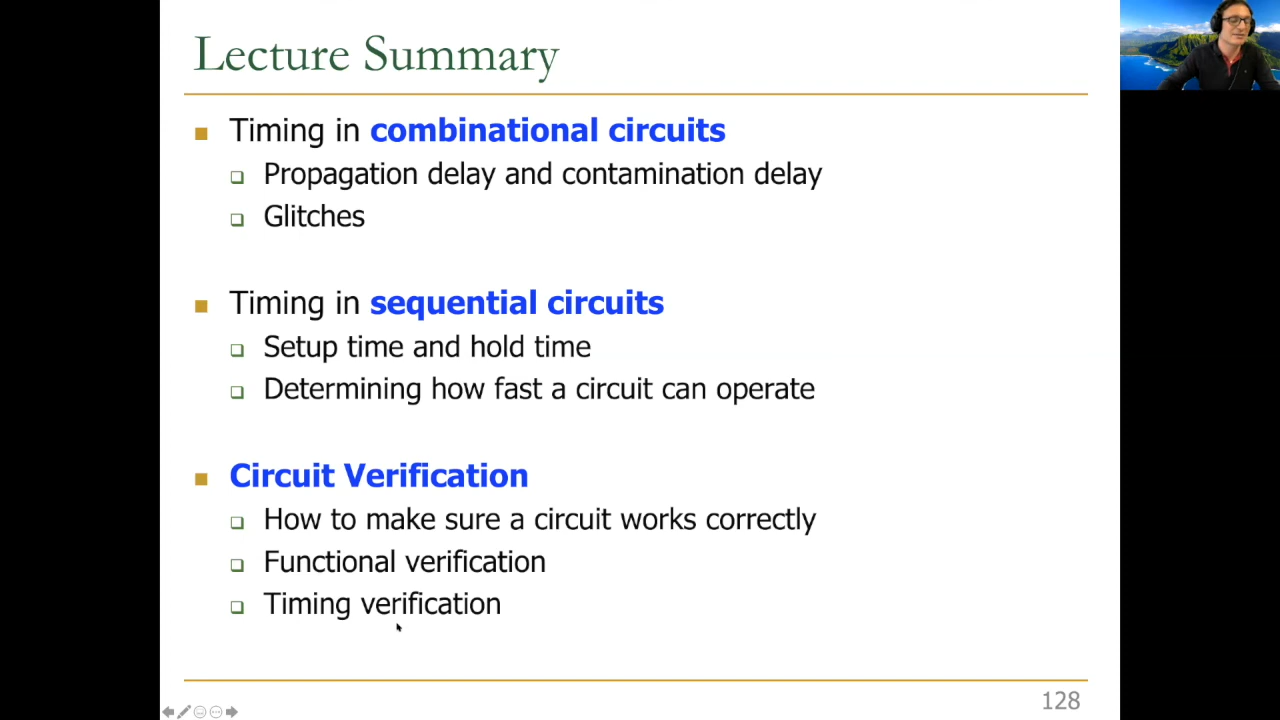 Lecture Summary
Timing in combinational circuits
Propagation delay and contamination delay
Glitches
Timing in sequential circuits
Setup time and hold time
Determining how fast a circuit can operate
Circuit Verification
How to make sure a circuit works correctly
Functional verification
Timing verification
128